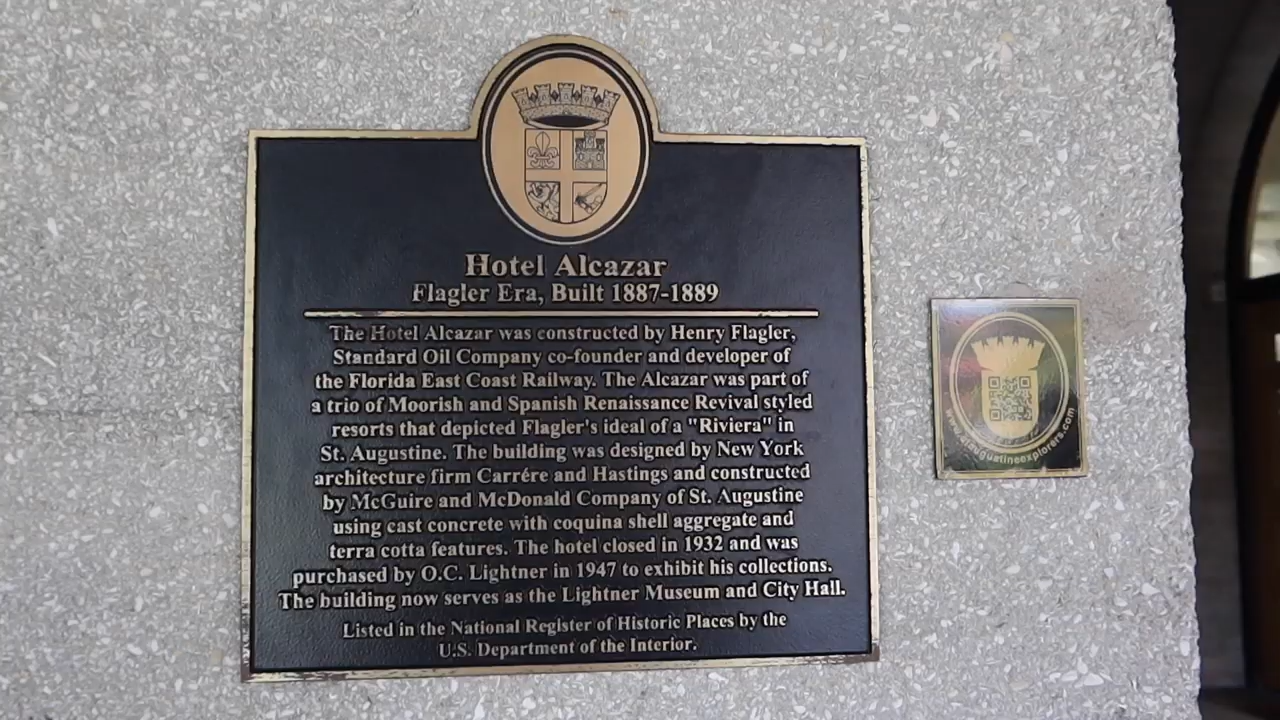 Hotel Alcazar
Flagler Era, Built 1887-1889
The Hotel Alcazar was constructed by Henry Flagler,
Standard Oil Company co-founder and developer of
the Florida East Coast Railway. The Alcazar was part of
a trio of Moorish and Spanish Renaissance Revival styled
resorts that depicted Flagler's ideal of a "Riviera" in
St. Augustine. The building was designed by New York
architecture firm Carrére and Hastings and constructed
by McGuire and McDonald Company of St. Augustine
using cast concrete with coquina shell aggregate and
terra cotta features. The hotel closed in 1932 and was
purchased by O.C. Lightner in 1947 to exhibit his collections.
The building now serves as the Lightner Museum and City Hall.
Listed in the National Register of Historic Places by the
U.S. Department of the Interior.
www.staugustineexplorers.com